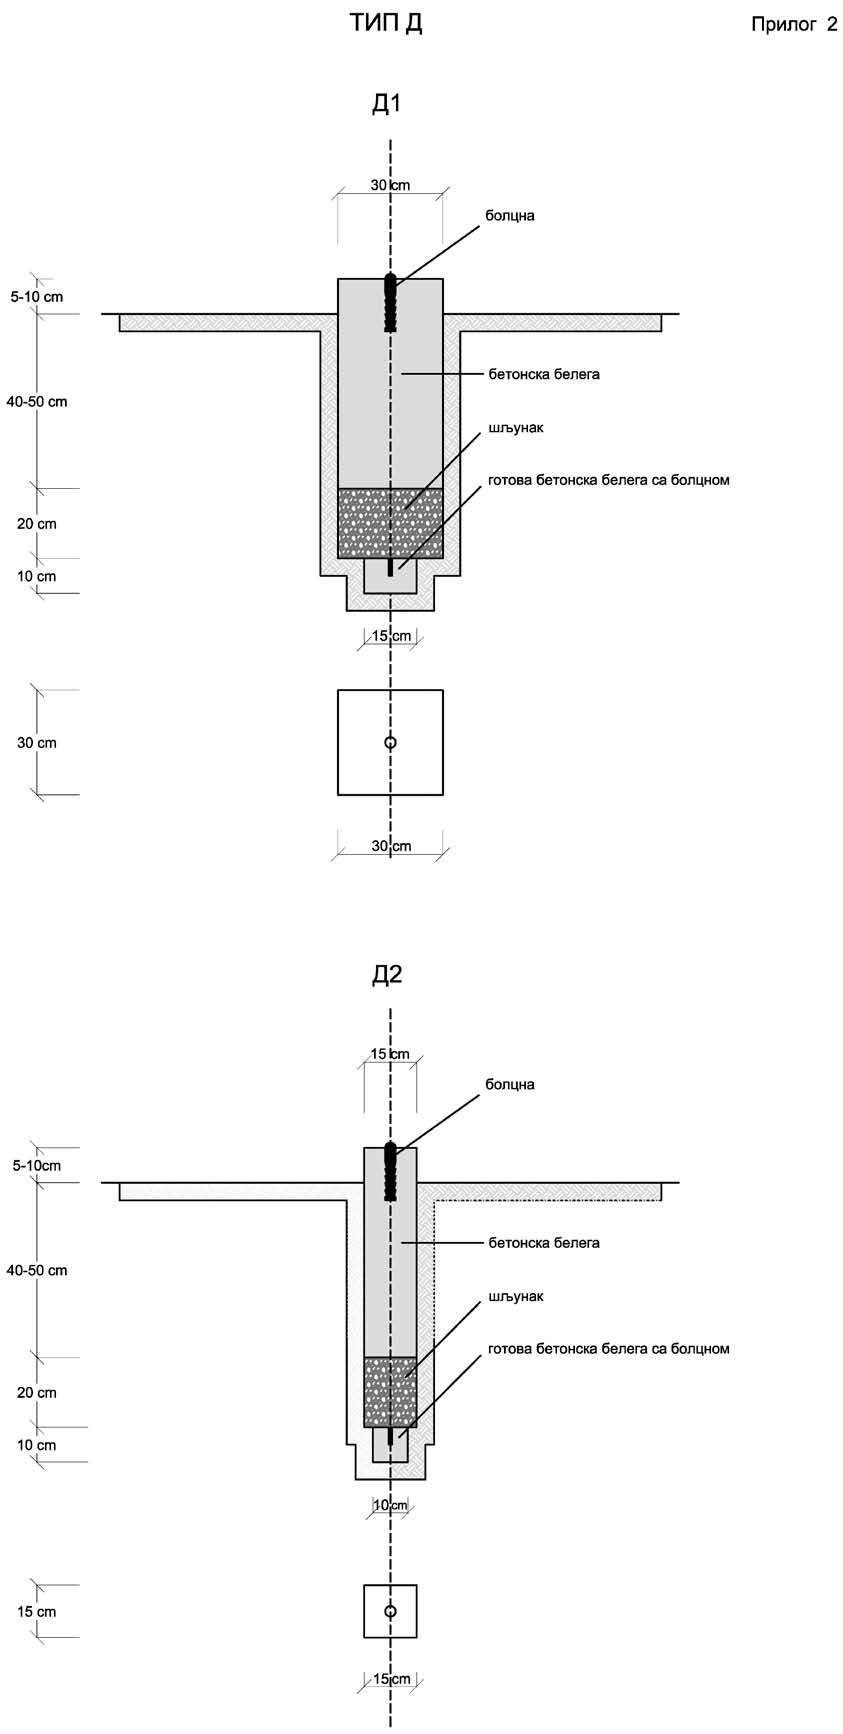 ТИП Д
Прилог 2
Д1
30 cm
болцна
5-10 cm
бетонска белега
40-50 cm
шљунак
готова бетонска белега са болцном
20 cm
10 cm
15 cm
30 cm
30 cm
Д2
15 cm
болцна
5-10cm
бетонска белега
40-50 cm
шљунак
готова бетонска белега са болцном
20 cm
10 cm
10 cm
15 cm
15 cm